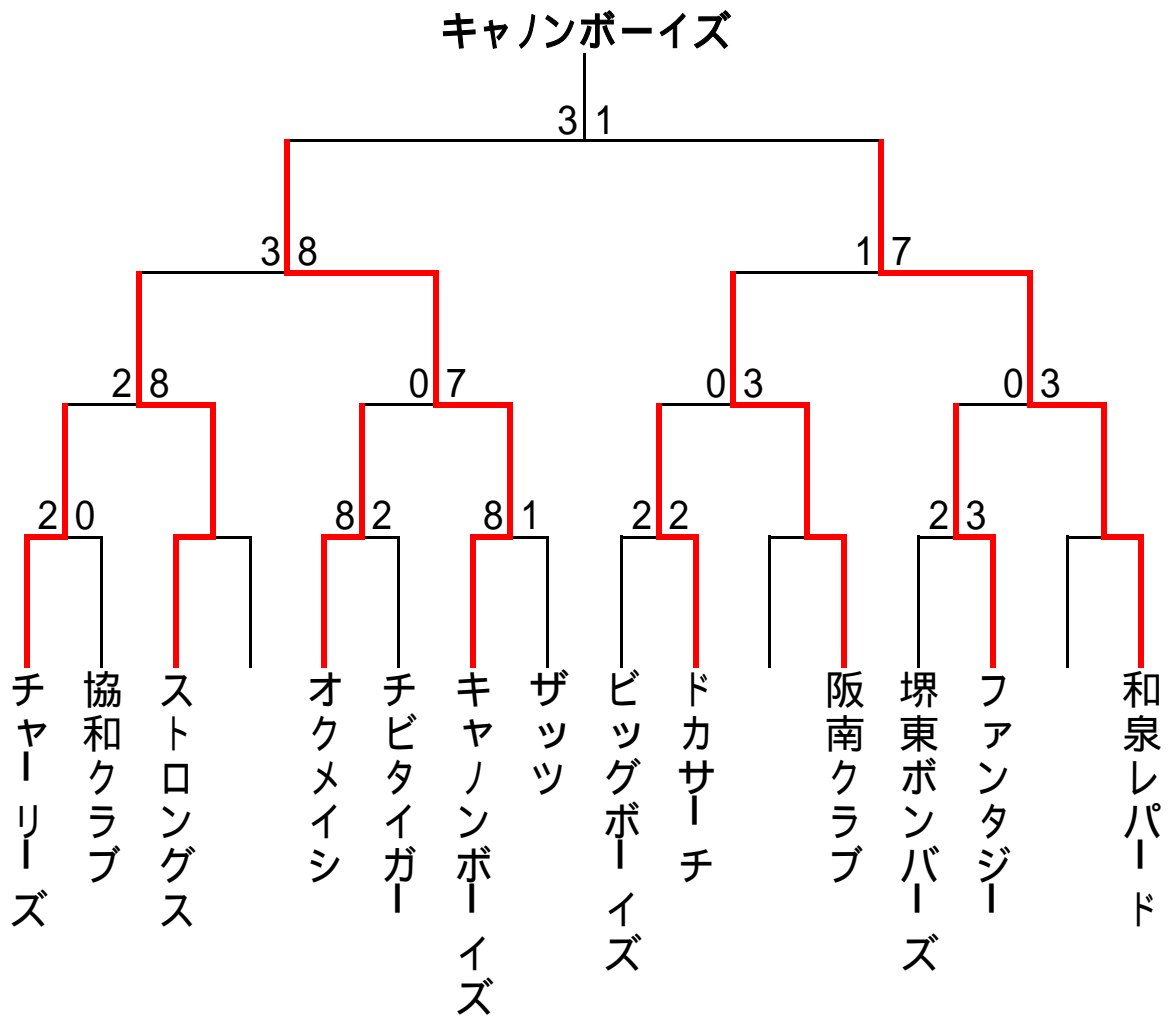 キャノンボーイズ
3 1
3 8
1 7
2 8
0 7
0 3
0 3
2 0
8 2
8 1
2 2
2 3
チャーリーズ
協和クラブ
ストロングス
オクメイシ
チビタイガー
キャノンボーイズ
ザッツ
ビッグボーイズ
ドカサーチ
阪南クラブ
堺東ボンバーズ
ファンタジー
和泉レパード